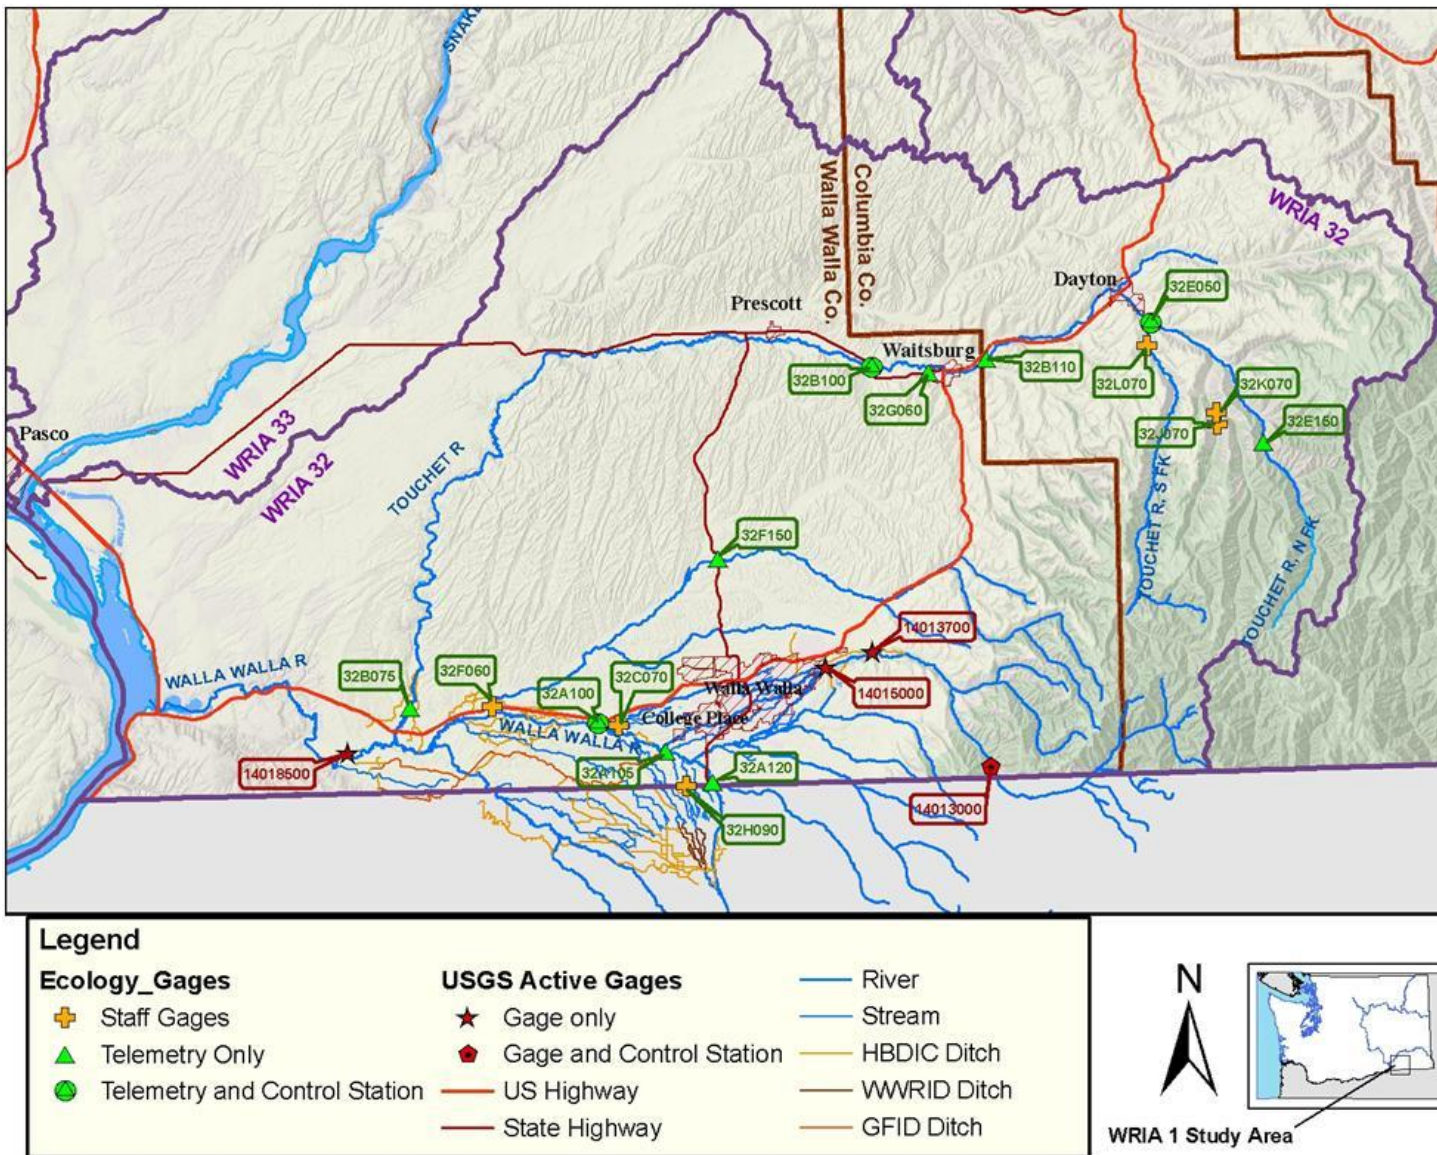 SNAKE
WRIA 32
Columbia Co.
Walla Walla Co.
Dayton
32E050
Prescott
Waitsburg
32B110
32B100
32G060
32L070
32K070
32J070
32E150
Pasco
WRIA 33
WRIA 32
TOUCHET R
TOUCHET R, S FK
TOUCHET R, N FK
32F150
14013700
14015000
WALLA WALLA R
32B075
32F060
32A100
32C070
Walla Walla
College Place
WALLA WALLA R
14018500
32A105
32A120
14013000
32H090
Legend
Ecology_Gages
Staff Gages
Telemetry Only
Telemetry and Control Station
USGS Active Gages
Gage only
Gage and Control Station
US Highway
State Highway
River
Stream
HBDIC Ditch
WWRID Ditch
GFID Ditch
N
WRIA 1 Study Area